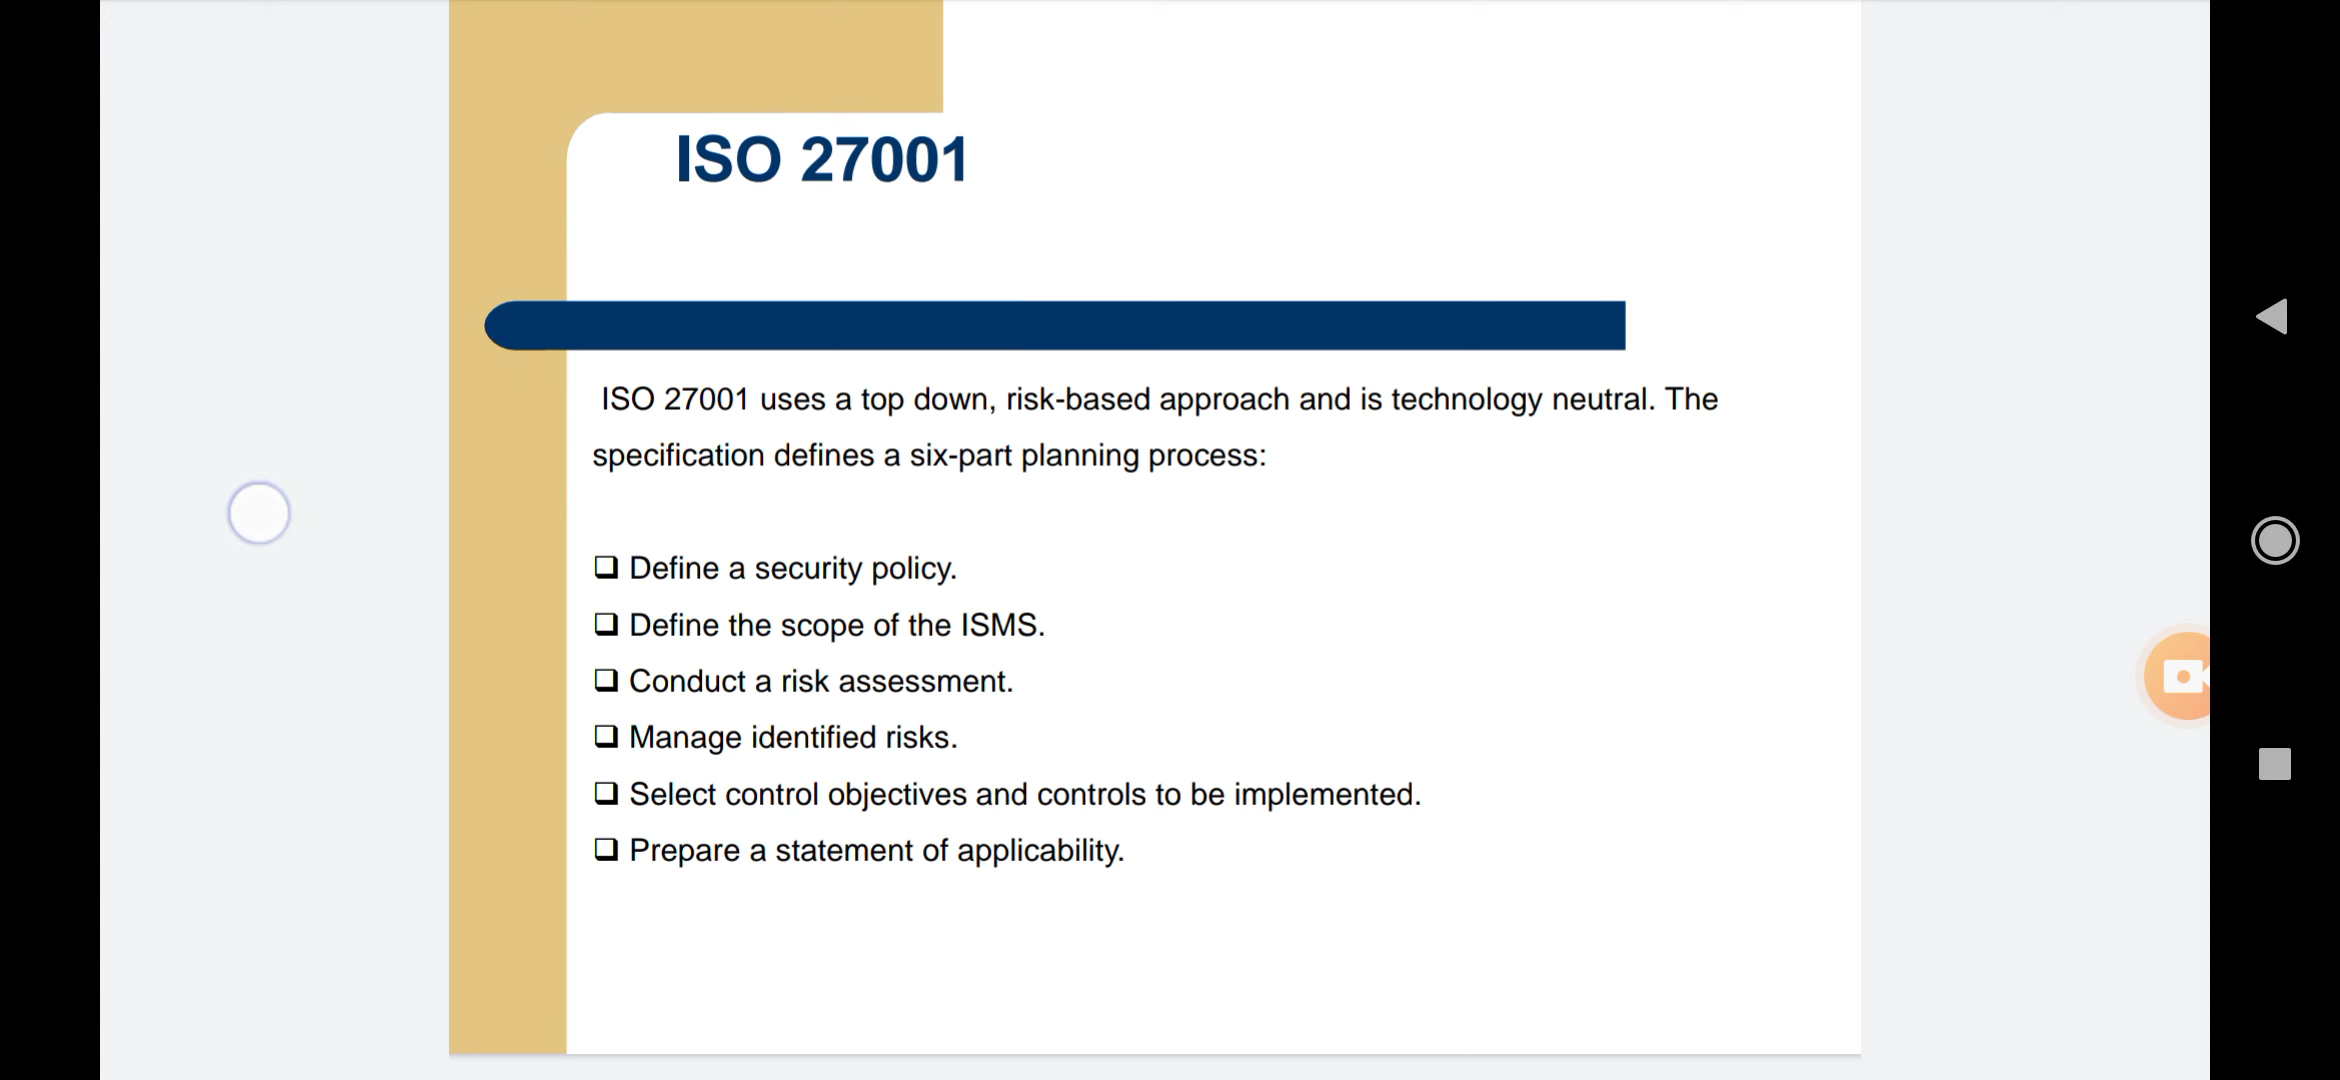 ISO 27001
ISO 27001 uses a top down, risk-based approach and is technology neutral. The
specification defines a six-part planning process:
❑ Define a security policy.
❑ Define the scope of the ISMS.
❑ Conduct a risk assessment.
❑ Manage identified risks.
❑ Select control objectives and controls to be implemented.
❑ Prepare a statement of applicability.